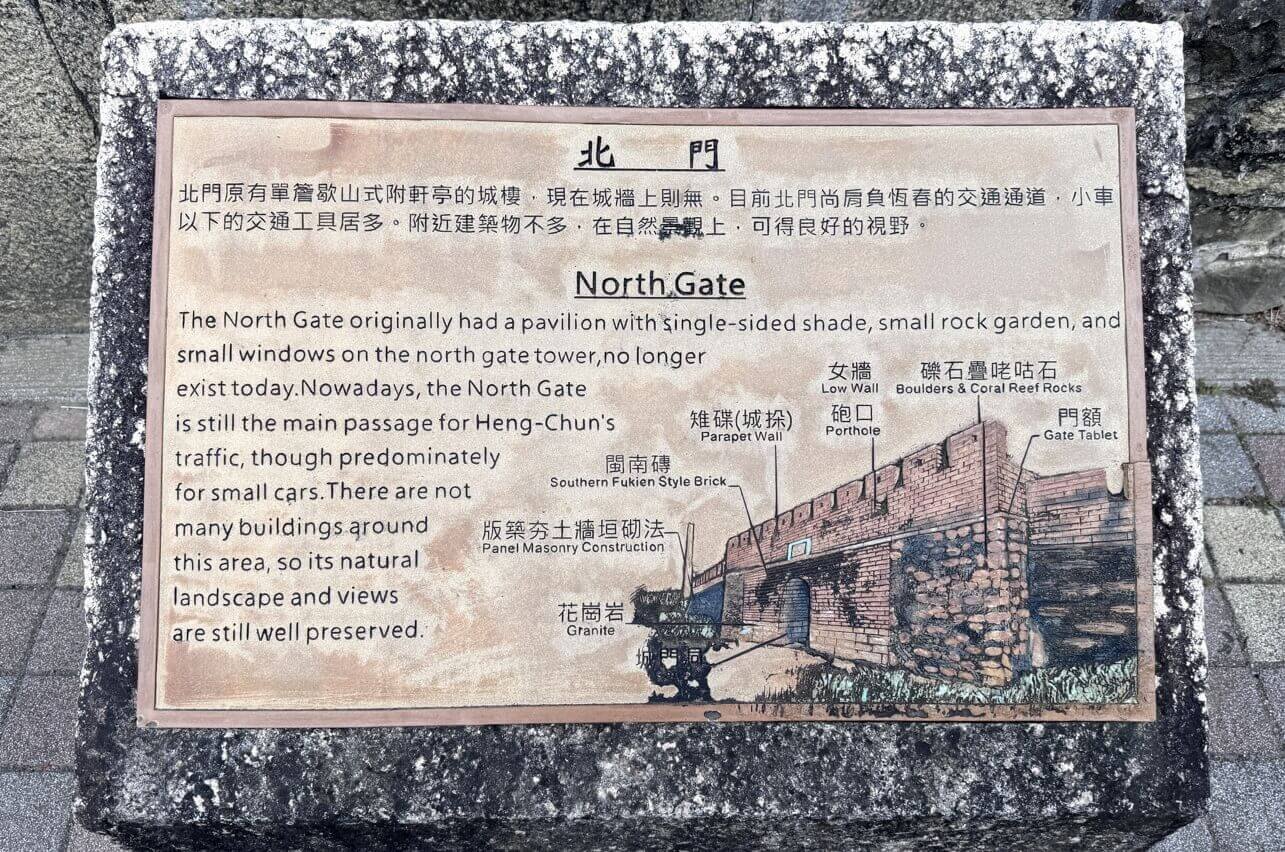 北 門
北門原有單簷歇山式附軒亭的城樓，現在城牆上則無。目前北門尚肩負恆春的交通通道，小車
以下的交通工具居多。附近建築物不多，在自然景觀上，可得良好的視野。
North Gate
The North Gate originally had a pavilion with single-sided shade, small rock garden, and
small windows on the north gate tower,no longer
exist today.Nowadays, the North Gate
is still the main passage for Heng-Chun's
traffic, though predominately
for small cars.There are not
many buildings around
this area, so its natural
landscape and views
are still well preserved.
女牆
Low Wall
礫石疊咾咕石
Boulders & Coral Reef Rocks
雉碟(城垛)
Parapet Wall
砲口
Porthole
門額
Gate Tablet
閩南磚
Southern Fukien Style Brick
版築夯土牆垣砌法
Panel Masonry Construction
花崗岩
Granite
城門洞